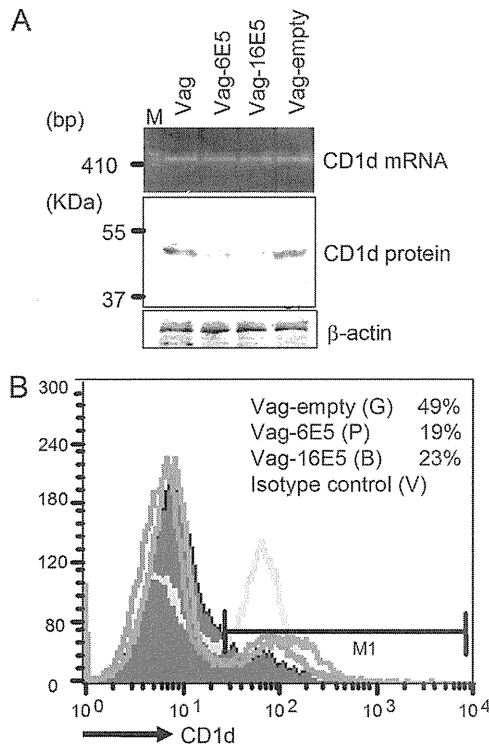 A
Vag
Vag-6E5
Vag-16E5
Vag-empty
(bp)
M
410
CD1d mRNA
(KDa)
55
CD1d protein
37
β-actin
B
300
240
180
120
80
0
Vag-empty (G) 49%
Vag-6E5 (P) 19%
Vag-16E5 (B) 23%
Isotype control (V)
M1
10⁰ 10¹ 10² 10³ 10⁴
CD1d